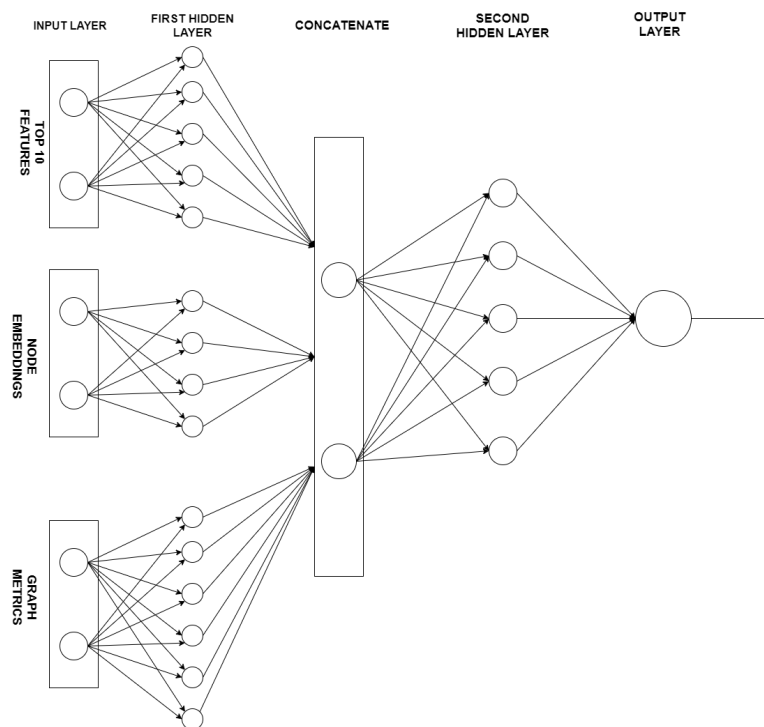 INPUT LAYER
FIRST HIDDEN
LAYER
CONCATENATE
SECOND
HIDDEN LAYER
OUTPUT
LAYER
TOP 10
FEATURES
NODE
EMBEDDINGS
GRAPH
METRICS